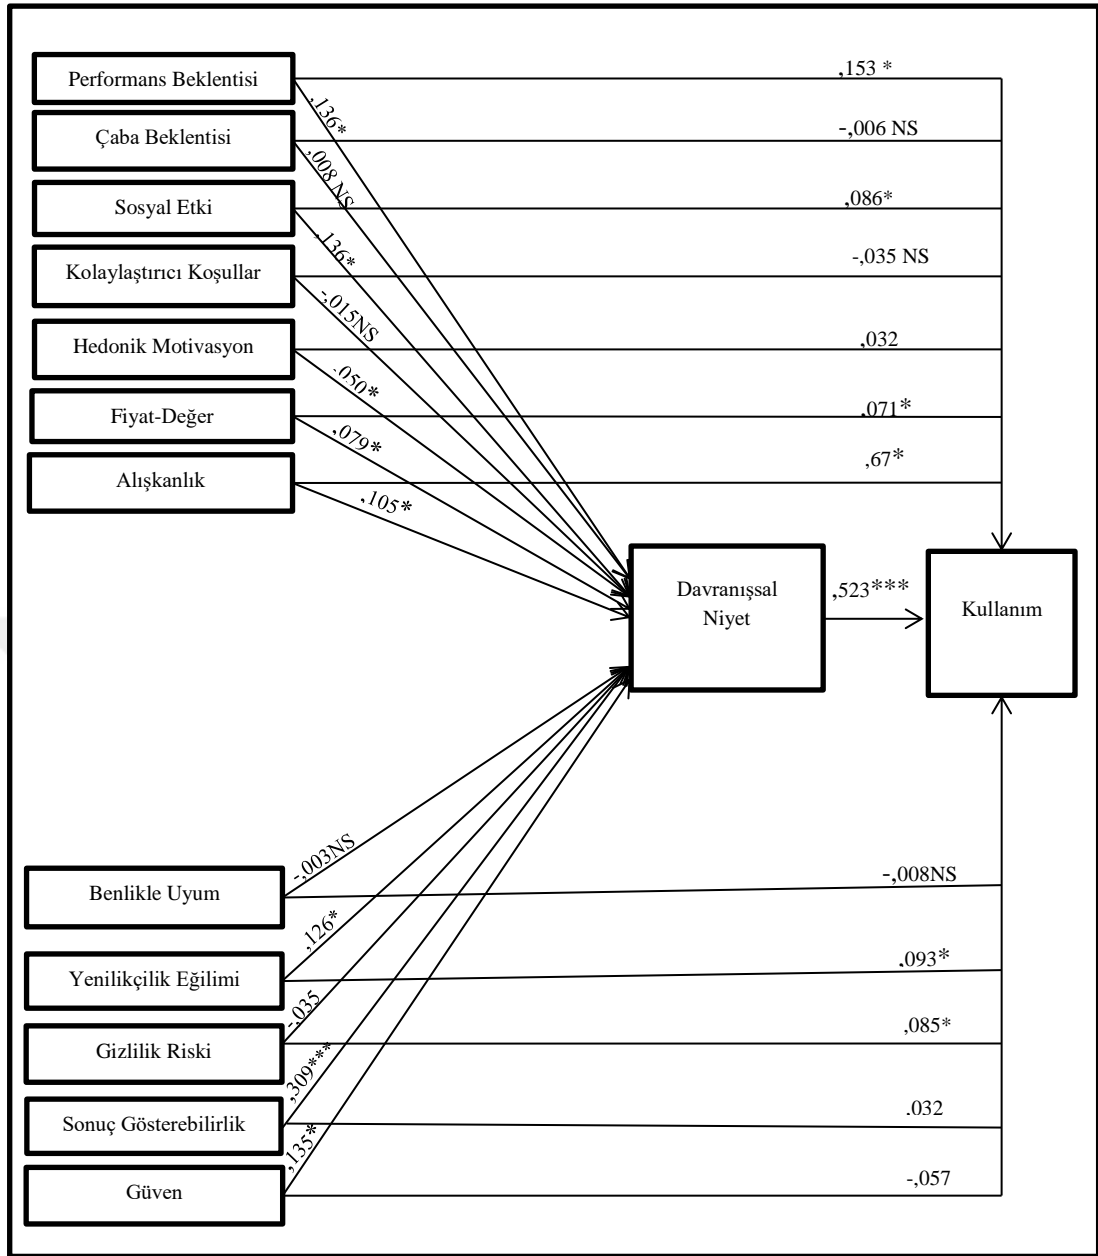 Performans Beklentisi
,153 *
,136*
Çaba Beklentisi
-,006 NS
,008 NS
Sosyal Etki
,086*
,136*
Kolaylaştırıcı Koşullar
-,035 NS
-,015NS
Hedonik Motivasyon
,032
,050*
Fiyat-Değer
,071*
,079*
Alışkanlık
,67*
,105*
Davranışsal
Niyet
,523***
Kullanım
-,003NS
Benlikle Uyum
-,008NS
,126*
Yenilikçilik Eğilimi
,093*
-,035
Gizlilik Riski
,085*
,309***
Sonuç Gösterebilirlik
,032
,135*
Güven
-,057